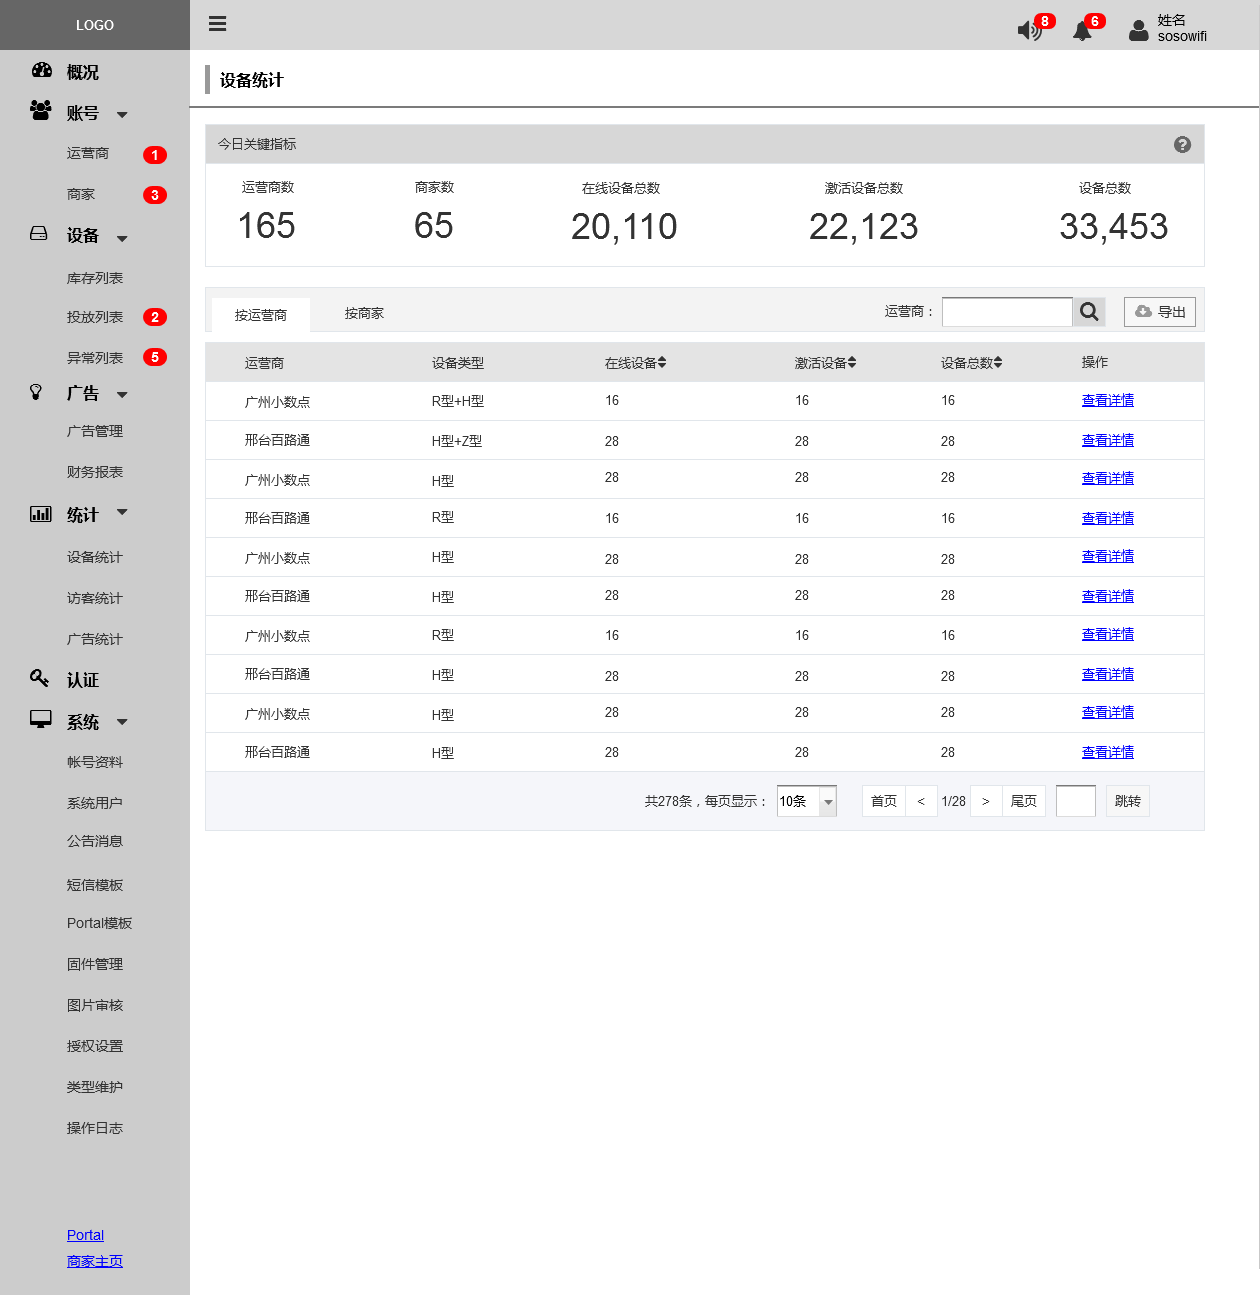 LOGO
8
6
姓名
sosowifi
概况
账号
运营商 1
商家 3
设备
库存列表
投放列表 2
异常列表 5
广告
广告管理
财务报表
统计
设备统计
访客统计
广告统计
认证
系统
帐号资料
系统用户
公告消息
短信模板
Portal模板
固件管理
图片审核
授权设置
类型维护
操作日志
Portal
商家主页
设备统计
今日关键指标
运营商数 商家数 在线设备总数 激活设备总数 设备总数
165 65 20,110 22,123 33,453
按运营商 按商家 运营商： 导出
运营商 设备类型 在线设备 激活设备 设备总数 操作
广州小数点 R型+H型 16 16 16 查看详情
邢台百路通 H型+Z型 28 28 28 查看详情
广州小数点 H型 28 28 28 查看详情
邢台百路通 R型 16 16 16 查看详情
广州小数点 H型 28 28 28 查看详情
邢台百路通 H型 28 28 28 查看详情
广州小数点 R型 16 16 16 查看详情
邢台百路通 H型 28 28 28 查看详情
广州小数点 H型 28 28 28 查看详情
邢台百路通 H型 28 28 28 查看详情
共278条，每页显示： 10条 首页 < 1/28 > 尾页 跳转